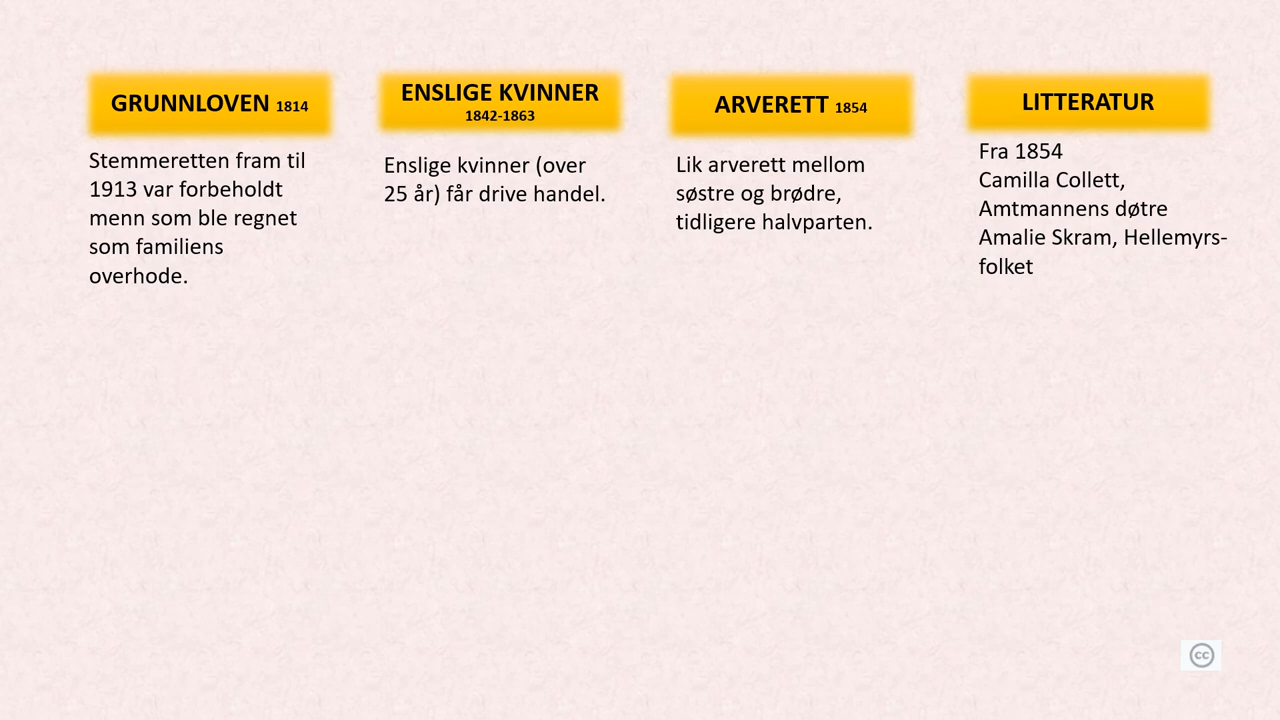 GRUNNLOVEN 1814
Stemmeretten fram til
1913 var forbeholdt
menn som ble regnet
som familiens
overhode.
ENSLIGE KVINNER
1842-1863
Enslige kvinner (over
25 år) får drive handel.
ARVERETT 1854
Lik arverett mellom
søstre og brødre,
tidligere halvparten.
LITTERATUR
Fra 1854
Camilla Collett,
Amtmannens døtre
Amalie Skram, Hellemyrs-
folket
cc